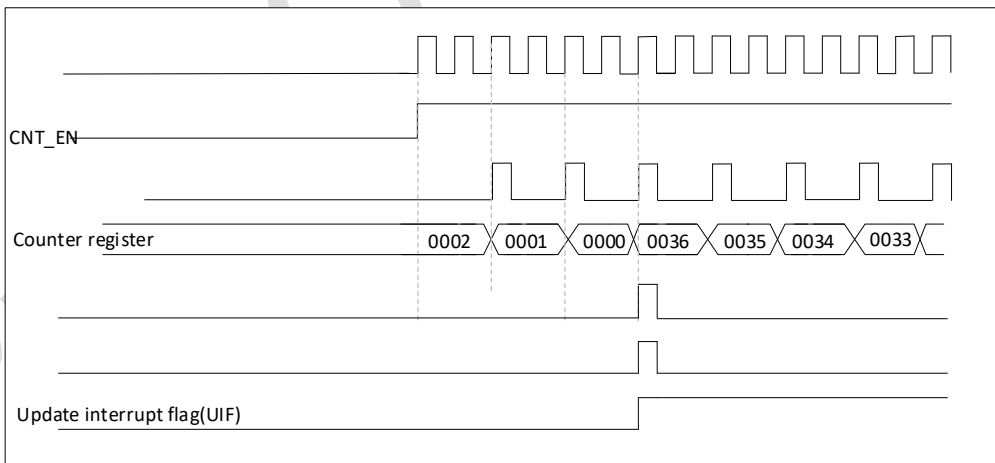 CNT_EN
Counter register 0002 0001 0000 0036 0035 0034 0033
Update interrupt flag(UIF)